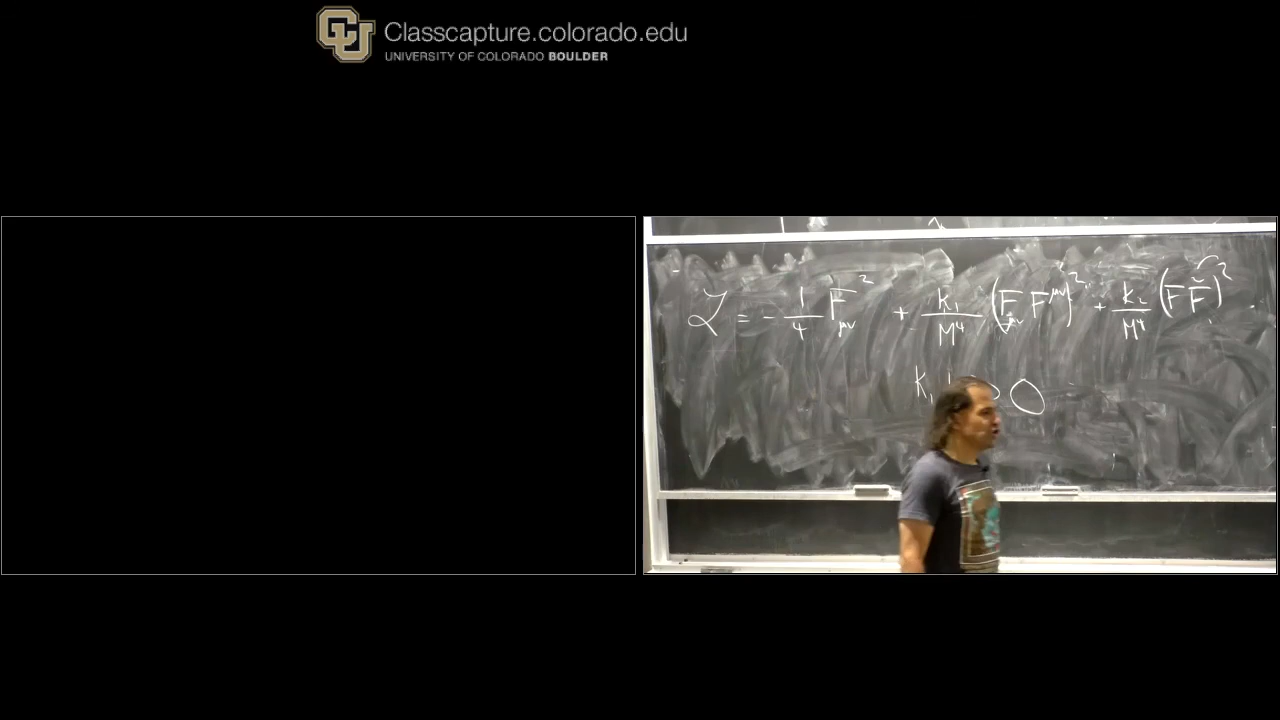 Classcapture.colorado.edu
UNIVERSITY OF COLORADO BOULDER
ℒ = - 1/4 F_μν² + k₁/M⁴ (F_μν F^μν)² + k₂/M⁴ (F F̃)²
k₁ > 0